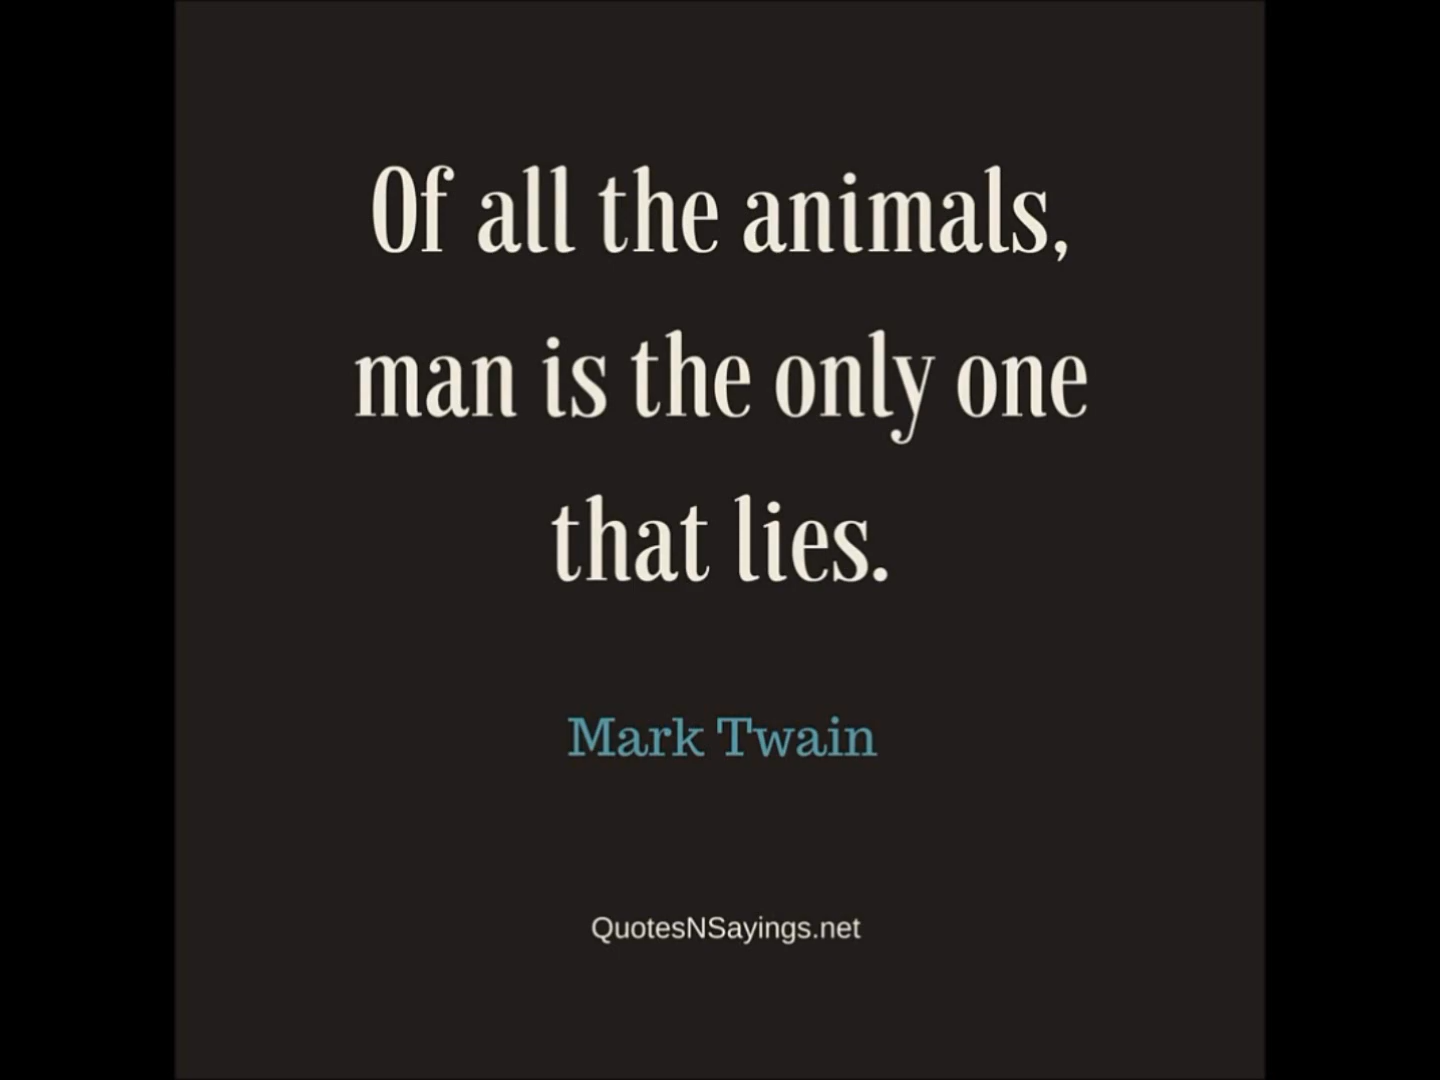 Of all the animals,
man is the only one
that lies.
Mark Twain
QuotesNSayings.net